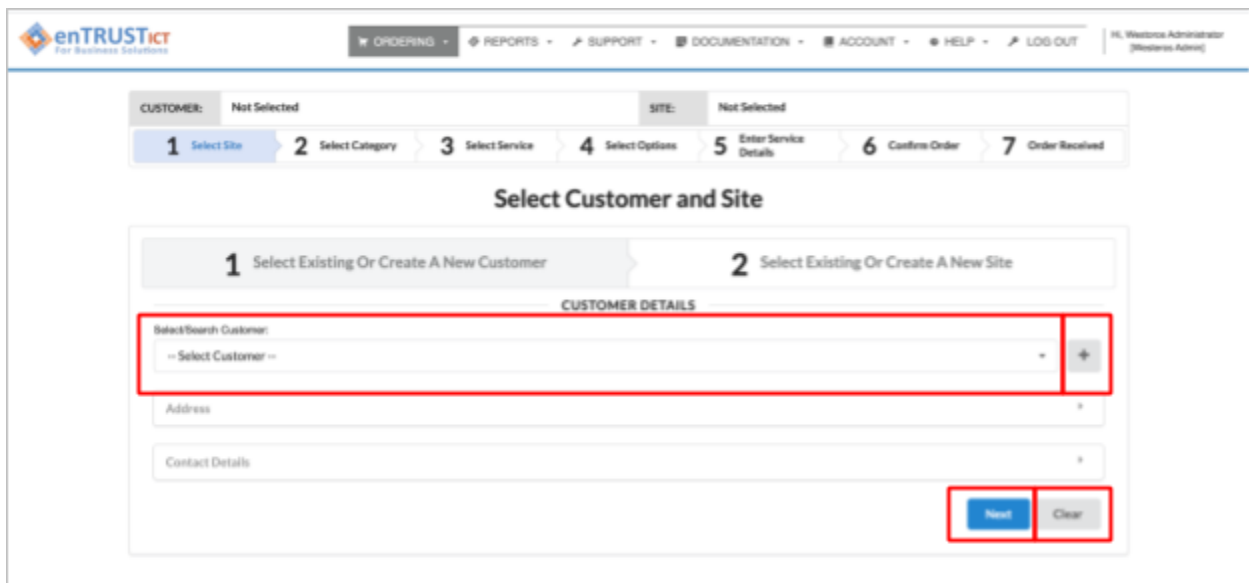 enTRUSTICT
For Business Solutions
ORDERING REPORTS SUPPORT DOCUMENTATION ACCOUNT HELP LOG OUT
Hi, Westeros Administrator
[Westeros Admin]
CUSTOMER: Not Selected SITE: Not Selected
1 Select Site 2 Select Category 3 Select Service 4 Select Options 5 Enter Service Details 6 Confirm Order 7 Order Received
Select Customer and Site
1 Select Existing Or Create A New Customer 2 Select Existing Or Create A New Site
CUSTOMER DETAILS
Select/Search Customer:
-- Select Customer -- +
Address
Contact Details
Next Clear